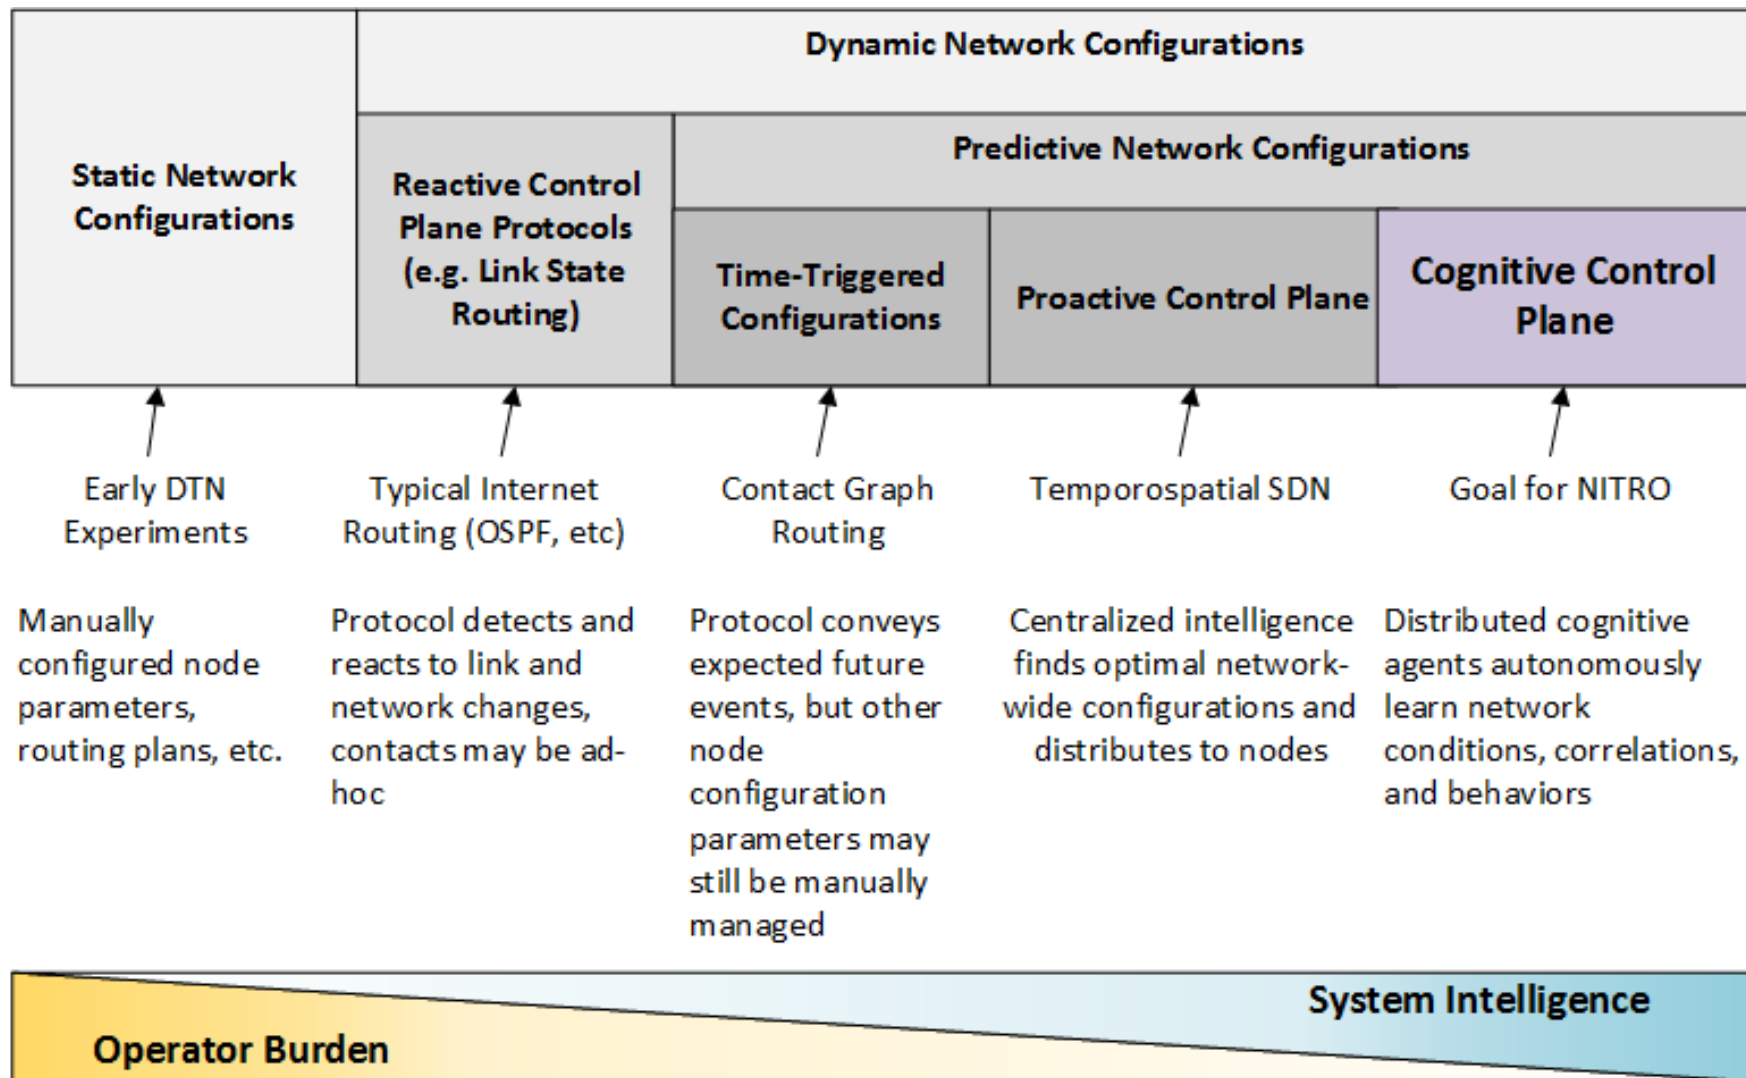 Dynamic Network Configurations
Static Network
Configurations
Reactive Control
Plane Protocols
(e.g. Link State
Routing)
Predictive Network Configurations
Time-Triggered
Configurations
Proactive Control Plane
Cognitive Control
Plane
Early DTN
Experiments
Typical Internet
Routing (OSPF, etc)
Contact Graph
Routing
Temporospatial SDN
Goal for NITRO
Manually
configured node
parameters,
routing plans, etc.
Protocol detects and
reacts to link and
network changes,
contacts may be ad-
hoc
Protocol conveys
expected future
events, but other
node
configuration
parameters may
still be manually
managed
Centralized intelligence
finds optimal network-
wide configurations and
distributes to nodes
Distributed cognitive
agents autonomously
learn network
conditions, correlations,
and behaviors
System Intelligence
Operator Burden